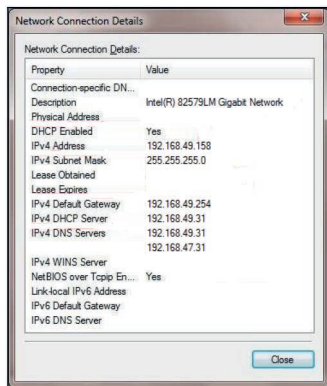 Network Connection Details
Network Connection Details:
Property Value
Connection-specific DN...
Description Intel(R) 82579LM Gigabit Network
Physical Address
DHCP Enabled Yes
IPv4 Address 192.168.49.158
IPv4 Subnet Mask 255.255.255.0
Lease Obtained
Lease Expires
IPv4 Default Gateway 192.168.49.254
IPv4 DHCP Server 192.168.49.31
IPv4 DNS Servers 192.168.49.31
192.168.47.31
IPv4 WINS Server
NetBIOS over Tcpip En... Yes
Link-local IPv6 Address
IPv6 Default Gateway
IPv6 DNS Server
Close